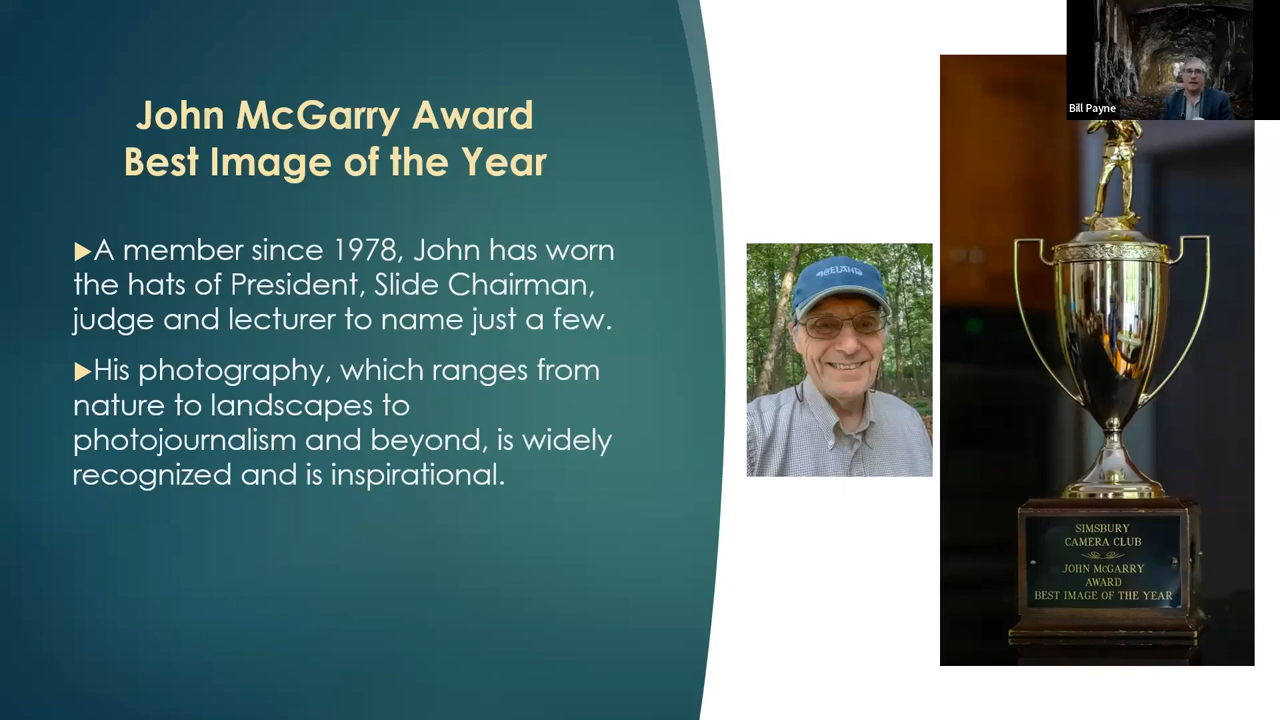 John McGarry Award
Best Image of the Year
▶A member since 1978, John has worn
the hats of President, Slide Chairman,
judge and lecturer to name just a few.
▶His photography, which ranges from
nature to landscapes to
photojournalism and beyond, is widely
recognized and is inspirational.
ICELAND
Bill Payne
SIMSBURY
CAMERA CLUB
JOHN McGARRY
AWARD
BEST IMAGE OF THE YEAR